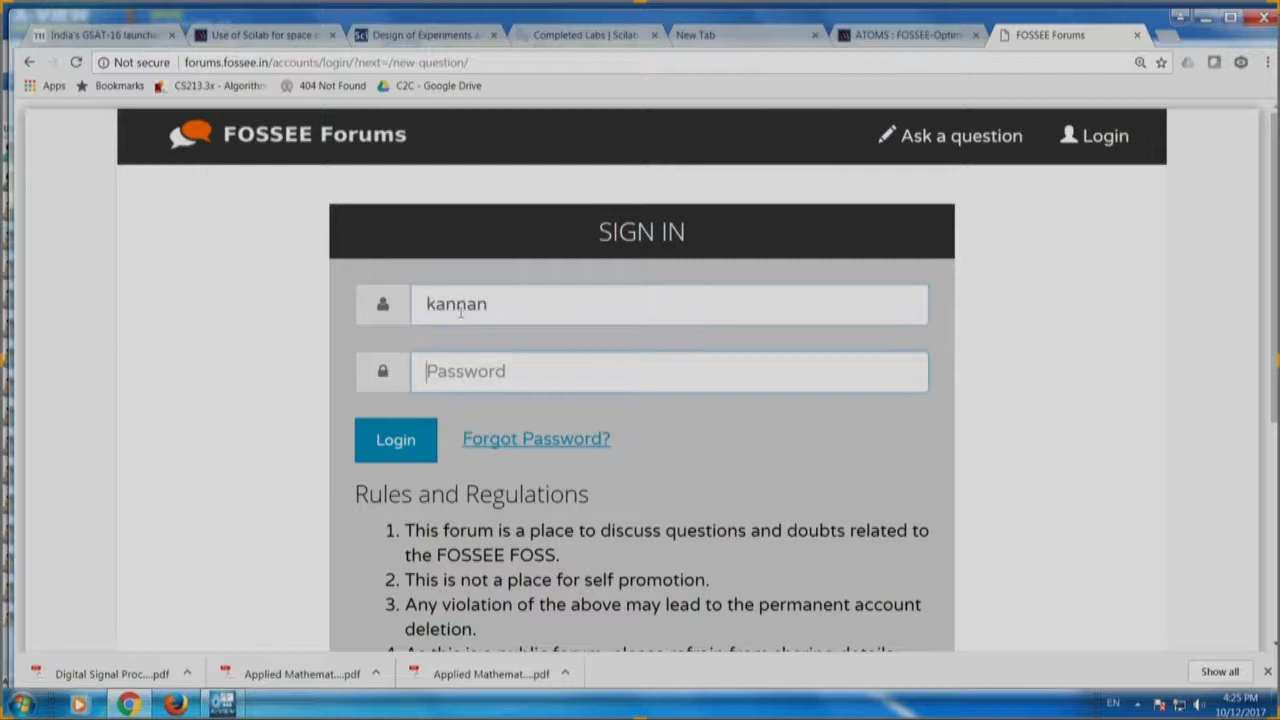 India's GSAT-16 launche
Use of Scilab for space
Design of Experiments
Completed Labs | Scilab
New Tab
ATOMS : FOSSEE-Optim
FOSSEE Forums
Not secure
forums.fossee.in/accounts/login/?next=/new-question/
Apps
Bookmarks
CS213.3x - Algorithm
404 Not Found
C2C - Google Drive
FOSSEE Forums
Ask a question
Login
SIGN IN
kannan
Password
Login
Forgot Password?
Rules and Regulations
1. This forum is a place to discuss questions and doubts related to
the FOSSEE FOSS.
2. This is not a place for self promotion.
3. Any violation of the above may lead to the permanent account
deletion.
Digital Signal Proc....pdf
Applied Mathemat....pdf
Applied Mathemat....pdf
Show all
EN
4:25 PM
10/12/2017